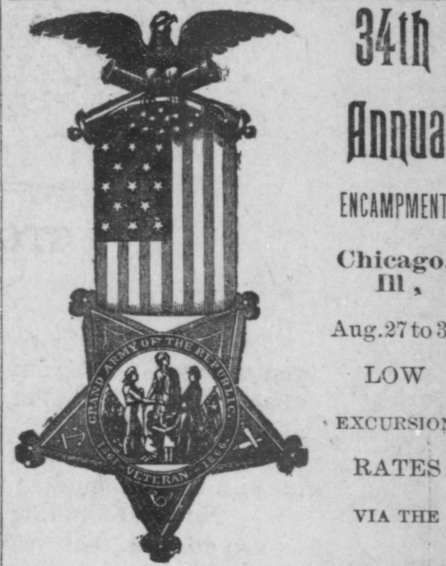 34th
Annua
ENCAMPMENT
Chicago,
Ill,
Aug. 27 to 3
LOW
EXCURSION
RATES
VIA THE
GRAND ARMY OF THE REPUBLIC.
1861 VETERAN 1866.